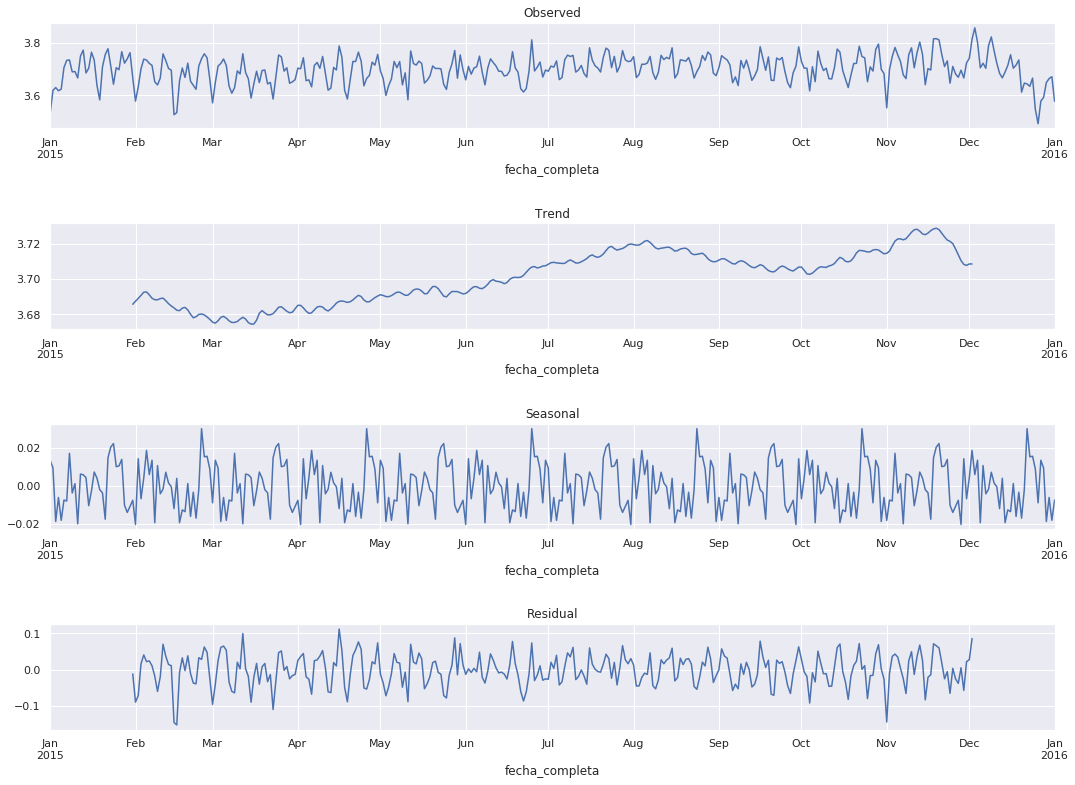 Observed
3.8
3.6
Jan Feb Mar Apr May Jun Jul Aug Sep Oct Nov Dec Jan
2015 2016
fecha_completa
Trend
3.72
3.70
3.68
Jan Feb Mar Apr May Jun Jul Aug Sep Oct Nov Dec Jan
2015 2016
fecha_completa
Seasonal
0.02
0.00
−0.02
Jan Feb Mar Apr May Jun Jul Aug Sep Oct Nov Dec Jan
2015 2016
fecha_completa
Residual
0.1
0.0
−0.1
Jan Feb Mar Apr May Jun Jul Aug Sep Oct Nov Dec Jan
2015 2016
fecha_completa